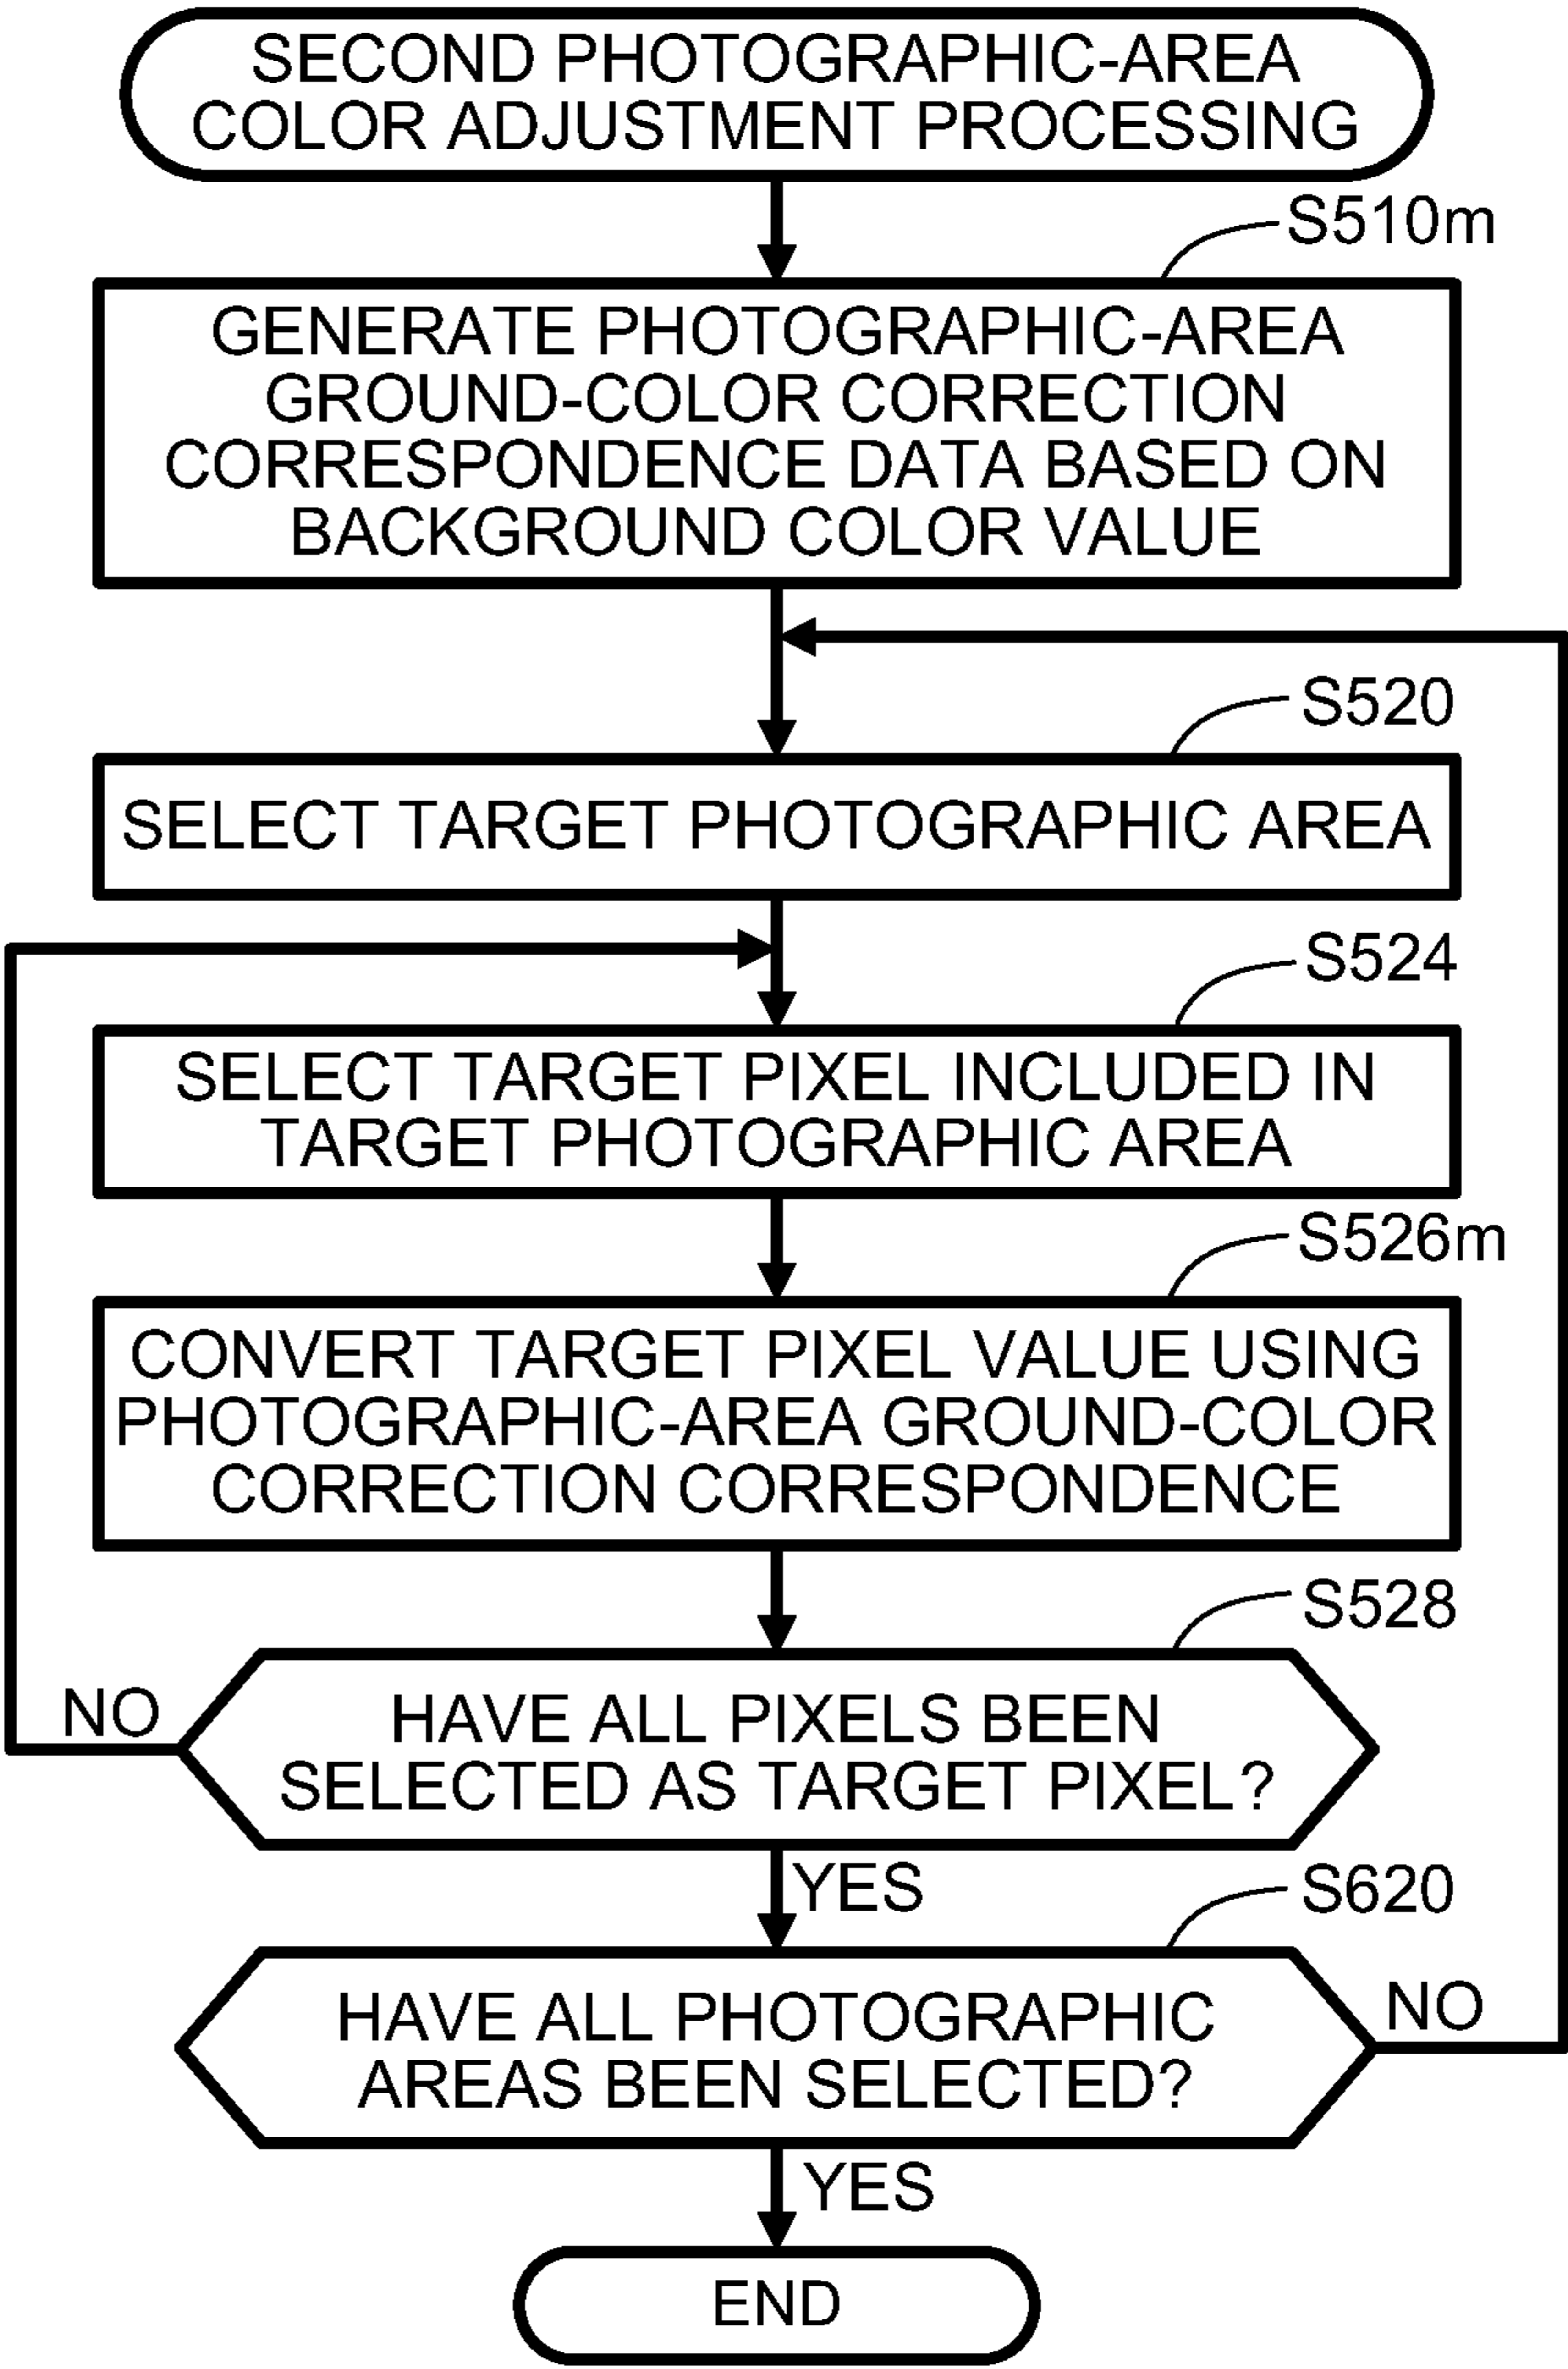 SECOND PHOTOGRAPHIC-AREA
COLOR ADJUSTMENT PROCESSING
S510m
GENERATE PHOTOGRAPHIC-AREA
GROUND-COLOR CORRECTION
CORRESPONDENCE DATA BASED ON
BACKGROUND COLOR VALUE
S520
SELECT TARGET PHOTOGRAPHIC AREA
S524
SELECT TARGET PIXEL INCLUDED IN
TARGET PHOTOGRAPHIC AREA
S526m
CONVERT TARGET PIXEL VALUE USING
PHOTOGRAPHIC-AREA GROUND-COLOR
CORRECTION CORRESPONDENCE
S528
NO
HAVE ALL PIXELS BEEN
SELECTED AS TARGET PIXEL?
YES
S620
HAVE ALL PHOTOGRAPHIC
AREAS BEEN SELECTED?
NO
YES
END